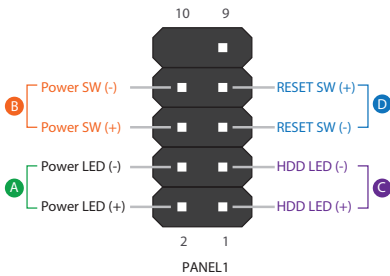 10 9
Power SW (-) RESET SW (+)
B D
Power SW (+) RESET SW (-)
Power LED (-) HDD LED (-)
A C
Power LED (+) HDD LED (+)
2 1
PANEL1